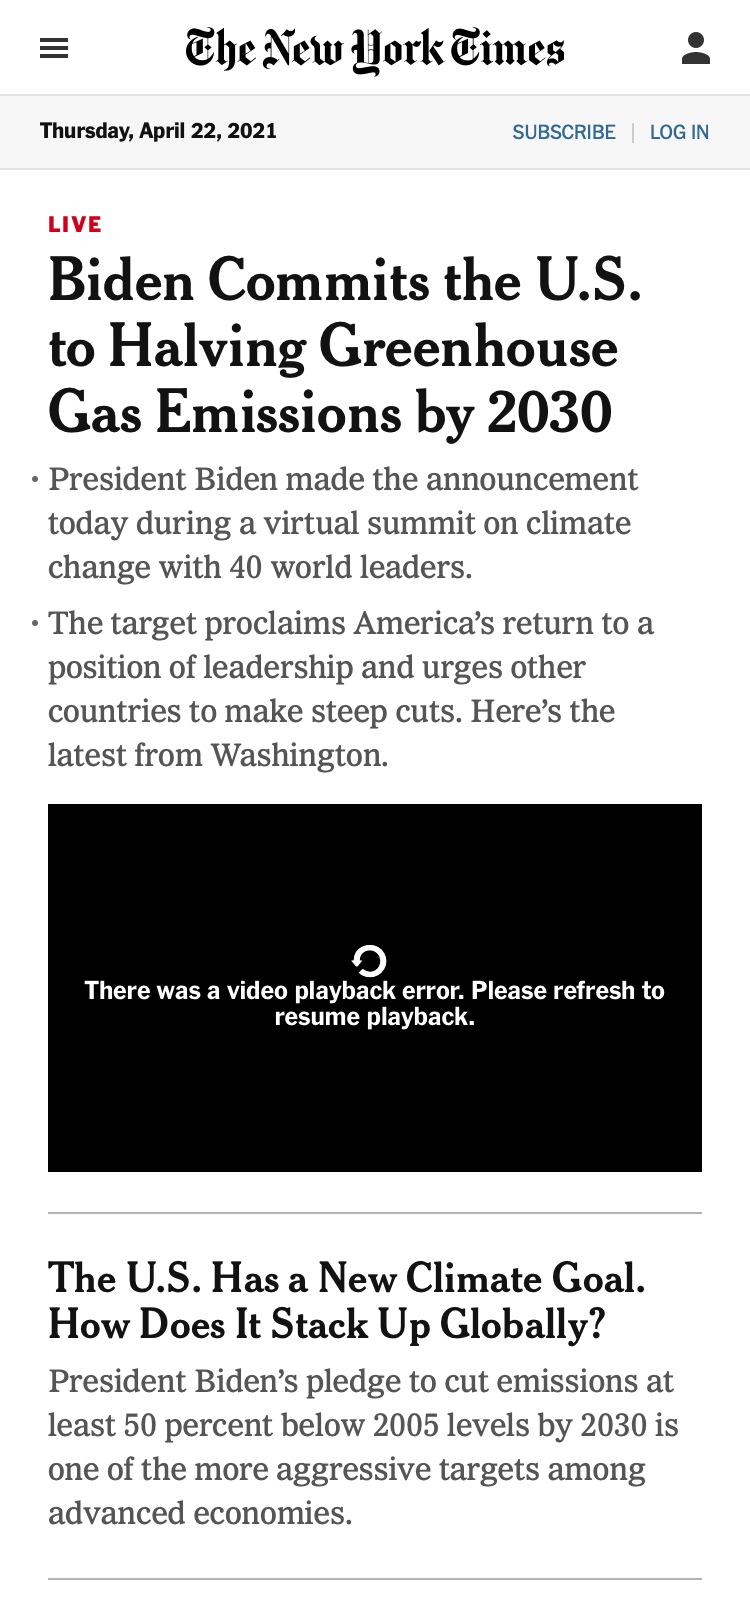 The New York Times
Thursday, April 22, 2021
SUBSCRIBE | LOG IN
LIVE
Biden Commits the U.S.
to Halving Greenhouse
Gas Emissions by 2030
• President Biden made the announcement
today during a virtual summit on climate
change with 40 world leaders.
• The target proclaims America’s return to a
position of leadership and urges other
countries to make steep cuts. Here’s the
latest from Washington.
There was a video playback error. Please refresh to
resume playback.
The U.S. Has a New Climate Goal.
How Does It Stack Up Globally?
President Biden’s pledge to cut emissions at
least 50 percent below 2005 levels by 2030 is
one of the more aggressive targets among
advanced economies.